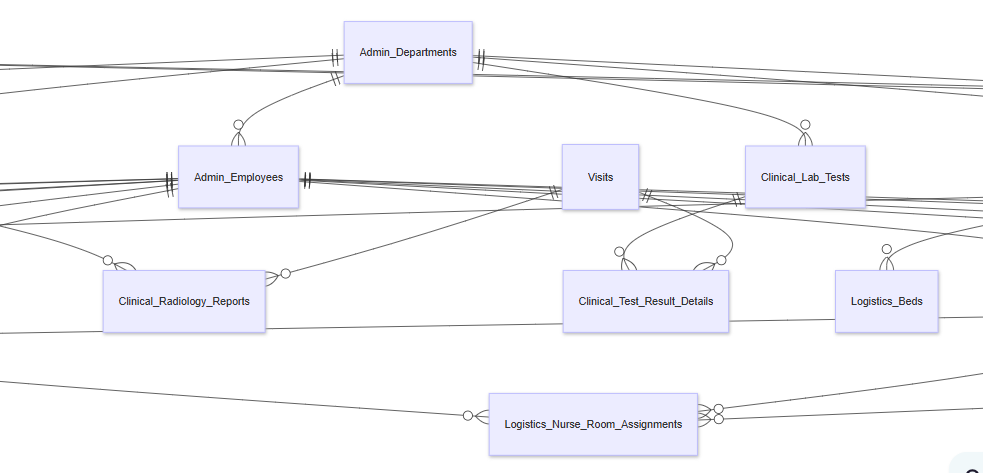 Admin_Departments
Admin_Employees
Visits
Clinical_Lab_Tests
Clinical_Radiology_Reports
Clinical_Test_Result_Details
Logistics_Beds
Logistics_Nurse_Room_Assignments